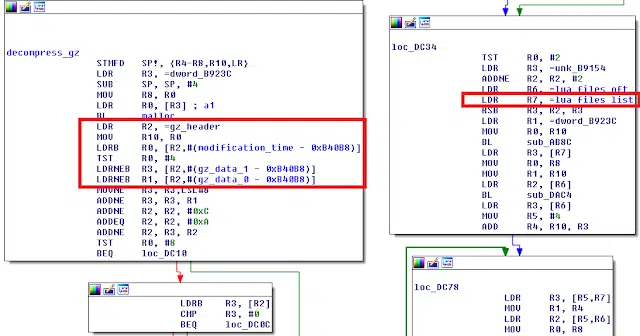 decompress_gz
STMFD SP!, {R4-R8,R10,LR}
LDR R3, =dword_B923C
SUB SP, SP, #4
MOV R8, R0
LDR R0, [R3] ; a1
BL malloc
LDR R2, =gz_header
MOV R10, R0
LDRB R0, [R2,#(modification_time - 0xB40B8)]
TST R0, #4
LDRNEB R3, [R2,#(gz_data_1 - 0xB40B8)]
LDRNEB R1, [R2,#(gz_data_0 - 0xB40B8)]
MOVNE R3, R3,LSL#8
ADDNE R3, R3, R1
ADDNE R2, R2, #0xC
ADDEQ R2, R2, #0xA
ADDNE R2, R3, R2
TST R0, #8
BEQ loc_DC10
LDRB R3, [R2]
CMP R3, #0
BEQ loc_DC0C
loc_DC34
TST R0, #2
LDR R3, =unk_B9154
ADDNE R2, R2, #2
LDR R6, =lua_files_off
LDR R7, =lua_files_list
RSB R3, R2, R3
LDR R1, =dword_B923C
MOV R0, R10
BL sub_AB8C
LDR R3, [R7]
MOV R0, R8
MOV R1, R10
LDR R2, [R6]
BL sub_DAC4
LDR R3, [R6]
MOV R5, #4
ADD R4, R10, R3
loc_DC78
LDR R3, [R5,R7]
MOV R1, R4
LDR R2, [R5,R6]
MOV R0, R8